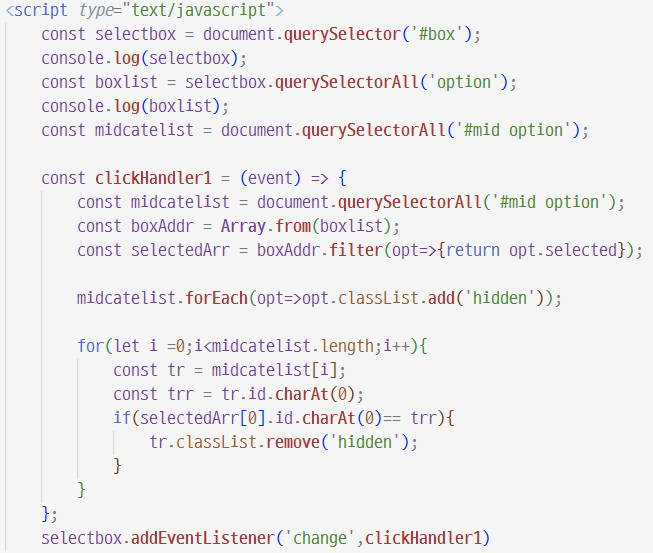 <script type="text/javascript">
const selectbox = document.querySelector('#box');
console.log(selectbox);
const boxlist = selectbox.querySelectorAll('option');
console.log(boxlist);
const midcatelist = document.querySelectorAll('#mid option');
const clickHandler1 = (event) => {
const midcatelist = document.querySelectorAll('#mid option');
const boxAddr = Array.from(boxlist);
const selectedArr = boxAddr.filter(opt=>{return opt.selected});
midcatelist.forEach(opt=>opt.classList.add('hidden'));
for(let i =0;i<midcatelist.length;i++){
const tr = midcatelist[i];
const trr = tr.id.charAt(0);
if(selectedArr[0].id.charAt(0)== trr){
tr.classList.remove('hidden');
}
}
};
selectbox.addEventListener('change',clickHandler1)